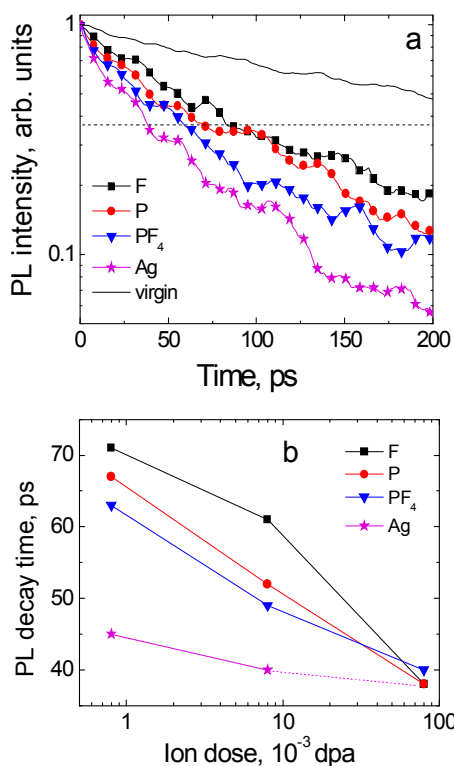 1
a
F
P
PF4
Ag
virgin
0.1
PL intensity, arb. units
0 50 100 150 200
Time, ps
b
F
P
PF4
Ag
70
60
50
40
PL decay time, ps
1 10 100
Ion dose, 10^-3 dpa